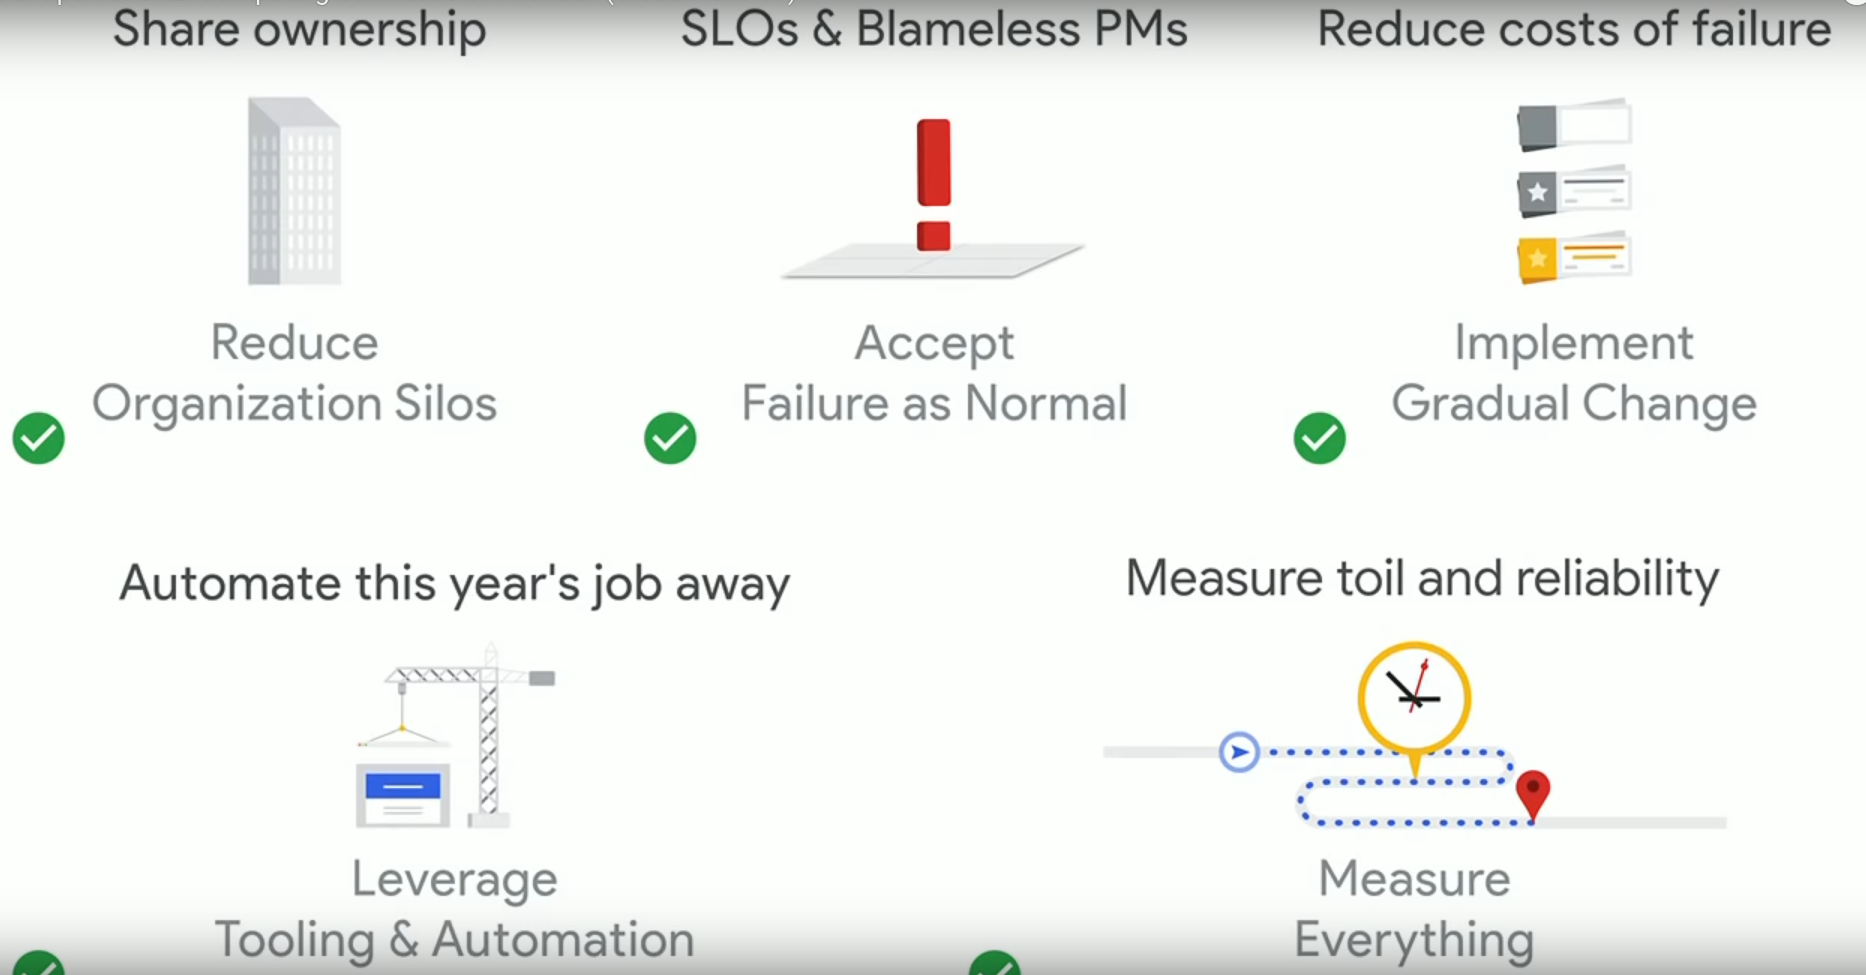 Share ownership
SLOs & Blameless PMs
Reduce costs of failure
Reduce
Organization Silos
Accept
Failure as Normal
Implement
Gradual Change
Automate this year's job away
Measure toil and reliability
Leverage
Tooling & Automation
Measure
Everything